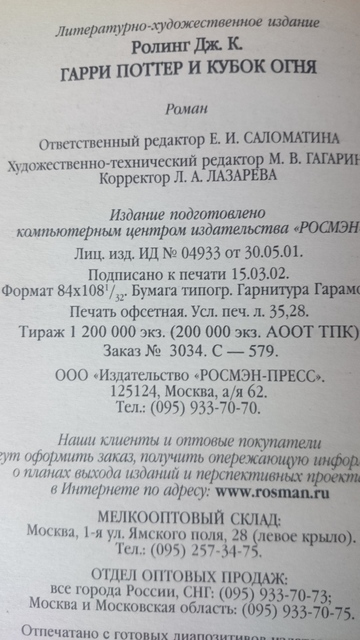 Литературно-художественное издание
Ролинг Дж. К.
ГАРРИ ПОТТЕР И КУБОК ОГНЯ
Роман
Ответственный редактор Е. И. САЛОМАТИНА
Художественно-технический редактор М. В. ГАГАРИН
Корректор Л. А. ЛАЗАРЕВА
Издание подготовлено
компьютерным центром издательства «РОСМЭН-
Лиц. изд. ИД № 04933 от 30.05.01.
Подписано к печати 15.03.02.
Формат 84х108¹/₃₂. Бумага типогр. Гарнитура Гарамо
Печать офсетная. Усл. печ. л. 35,28.
Тираж 1 200 000 экз. (200 000 экз. АООТ ТПК)
Заказ № 3034. С — 579.
ООО «Издательство «РОСМЭН-ПРЕСС».
125124, Москва, а/я 62.
Тел.: (095) 933-70-70.
Наши клиенты и оптовые покупатели
гут оформить заказ, получить опережающую инфор
о планах выхода изданий и перспективных проекта
в Интернете по адресу: www.rosman.ru
МЕЛКООПТОВЫЙ СКЛАД:
Москва, 1-я ул. Ямского поля, 28 (левое крыло).
Тел.: (095) 257-34-75.
ОТДЕЛ ОПТОВЫХ ПРОДАЖ:
все города России, СНГ: (095) 933-70-73;
Москва и Московская область: (095) 933-70-75.
Отпечатано с готовых диапозитивов